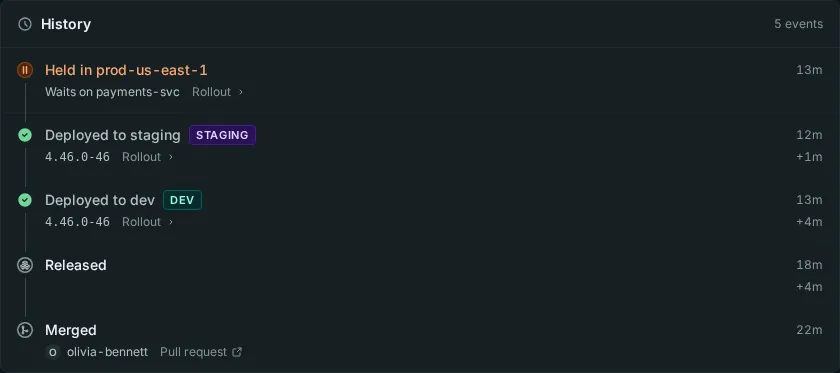 History 5 events
Held in prod-us-east-1 13m
Waits on payments-svc Rollout ›
Deployed to staging STAGING 12m
4.46.0-46 Rollout › +1m
Deployed to dev DEV 13m
4.46.0-46 Rollout › +4m
Released 18m
+4m
Merged 22m
O olivia-bennett Pull request